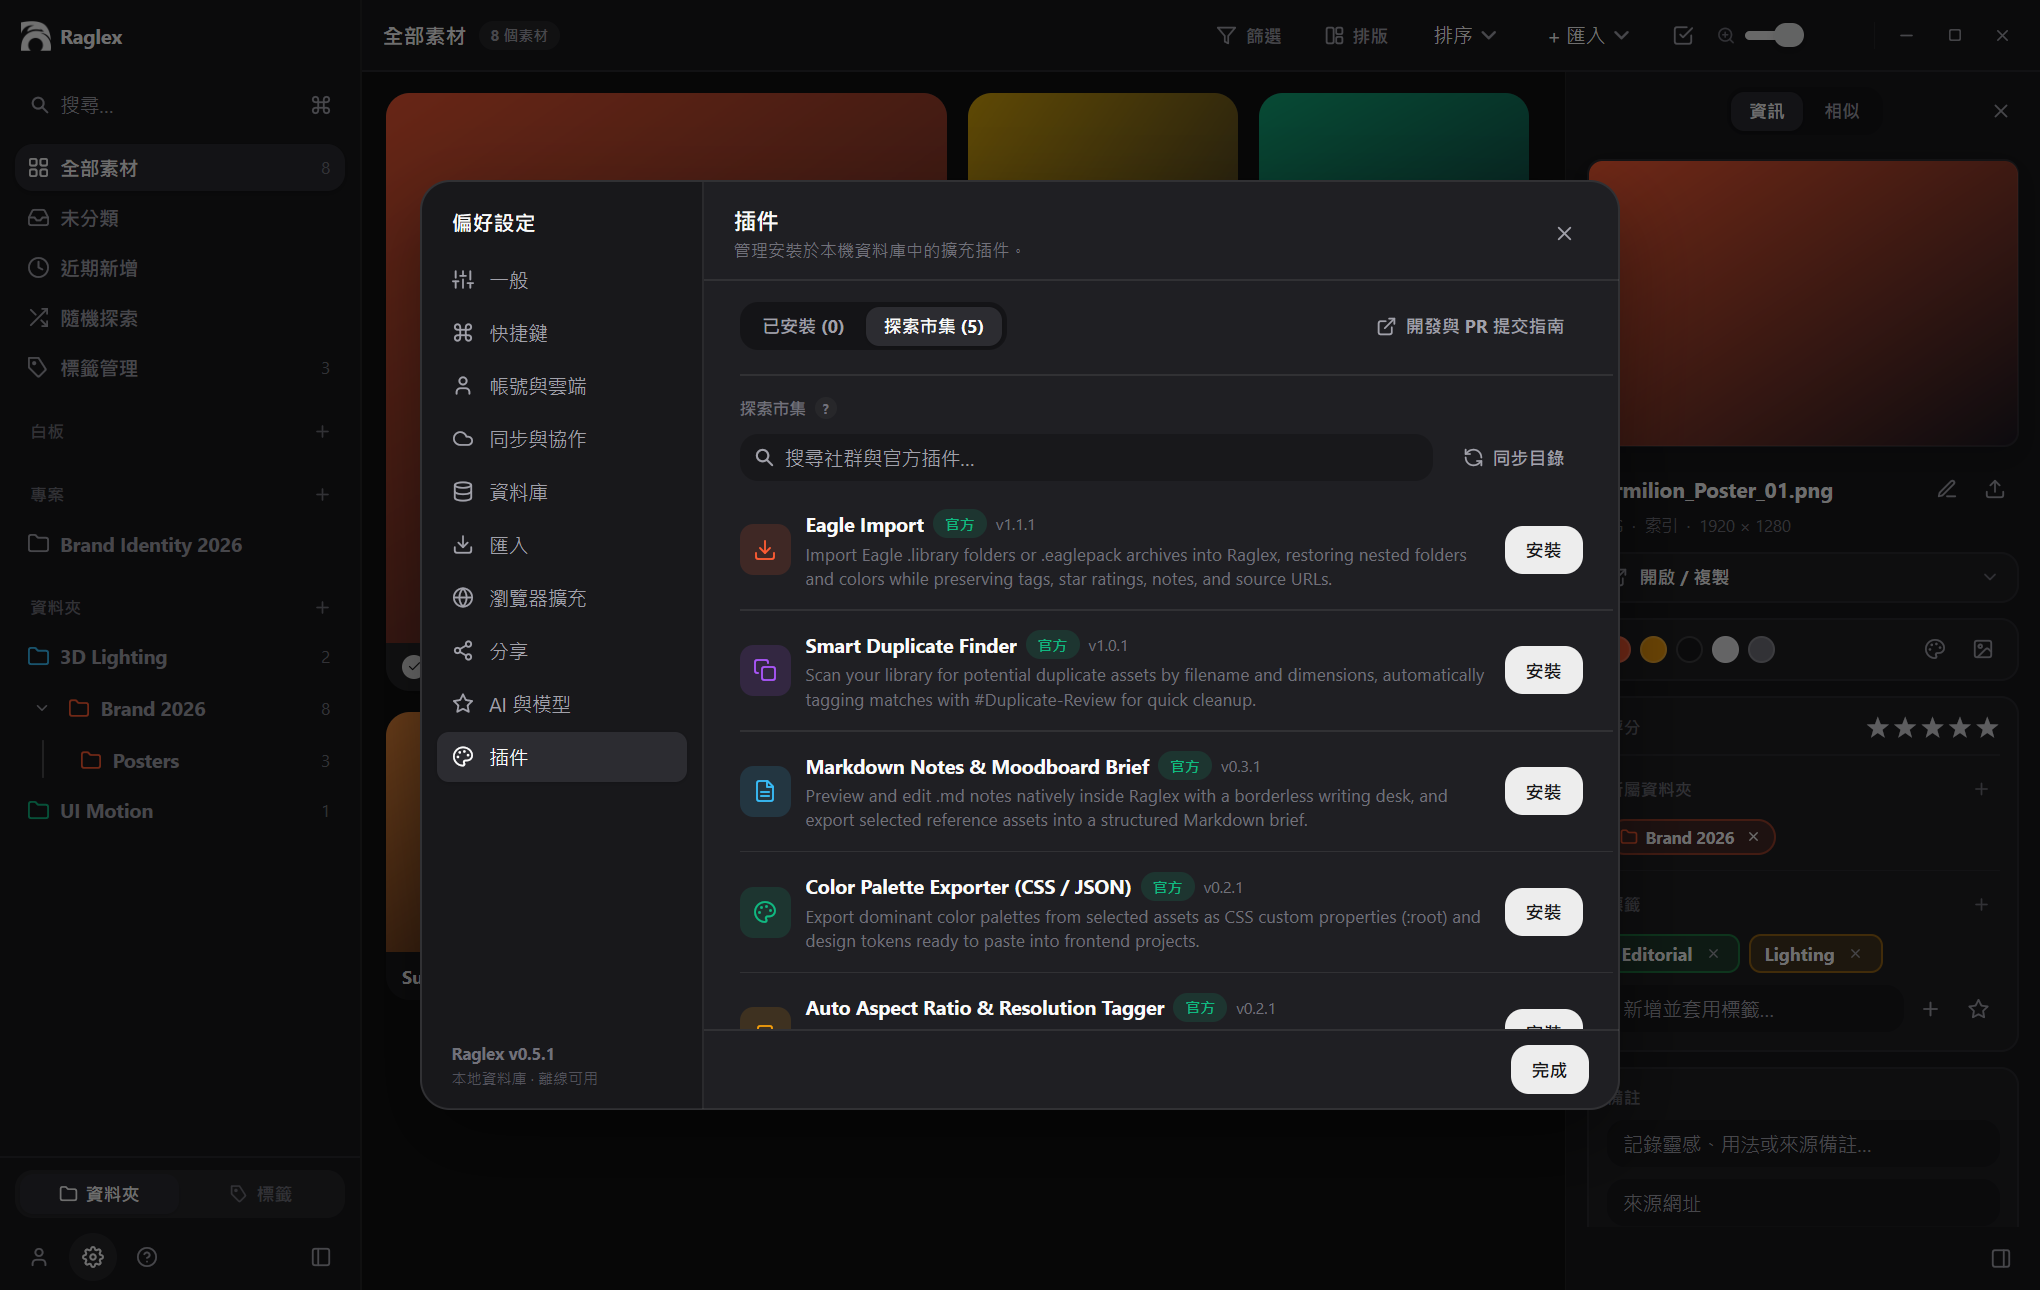 Raglex
搜尋...
全部素材
8
未分類
近期新增
隨機探索
標籤管理
3
白板
專案
Brand Identity 2026
資料夾
3D Lighting
2
Brand 2026
8
Posters
3
UI Motion
1
資料夾
標籤
全部素材
8 個素材
篩選
排版
排序
+ 匯入
偏好設定
一般
快捷鍵
帳號與雲端
同步與協作
資料庫
匯入
瀏覽器擴充
分享
AI 與模型
插件
Raglex v0.5.1
本地資料庫 · 離線可用
插件
管理安裝於本機資料庫中的擴充插件。
已安裝 (0)
探索市集 (5)
開發與 PR 提交指南
探索市集 ?
搜尋社群與官方插件...
同步目錄
Eagle Import 官方 v1.1.1
Import Eagle .library folders or .eaglepack archives into Raglex, restoring nested folders
and colors while preserving tags, star ratings, notes, and source URLs.
安裝
Smart Duplicate Finder 官方 v1.0.1
Scan your library for potential duplicate assets by filename and dimensions, automatically
tagging matches with #Duplicate-Review for quick cleanup.
安裝
Markdown Notes & Moodboard Brief 官方 v0.3.1
Preview and edit .md notes natively inside Raglex with a borderless writing desk, and
export selected reference assets into a structured Markdown brief.
安裝
Color Palette Exporter (CSS / JSON) 官方 v0.2.1
Export dominant color palettes from selected assets as CSS custom properties (:root) and
design tokens ready to paste into frontend projects.
安裝
Auto Aspect Ratio & Resolution Tagger 官方 v0.2.1
安裝
完成
Su
資訊
相似
rmilion_Poster_01.png
· 索引 · 1920 × 1280
開啟 / 複製
分
屬資料夾
Brand 2026
籤
Editorial
Lighting
新增並套用標籤...
備註
記錄靈感、用法或來源備註...
來源網址